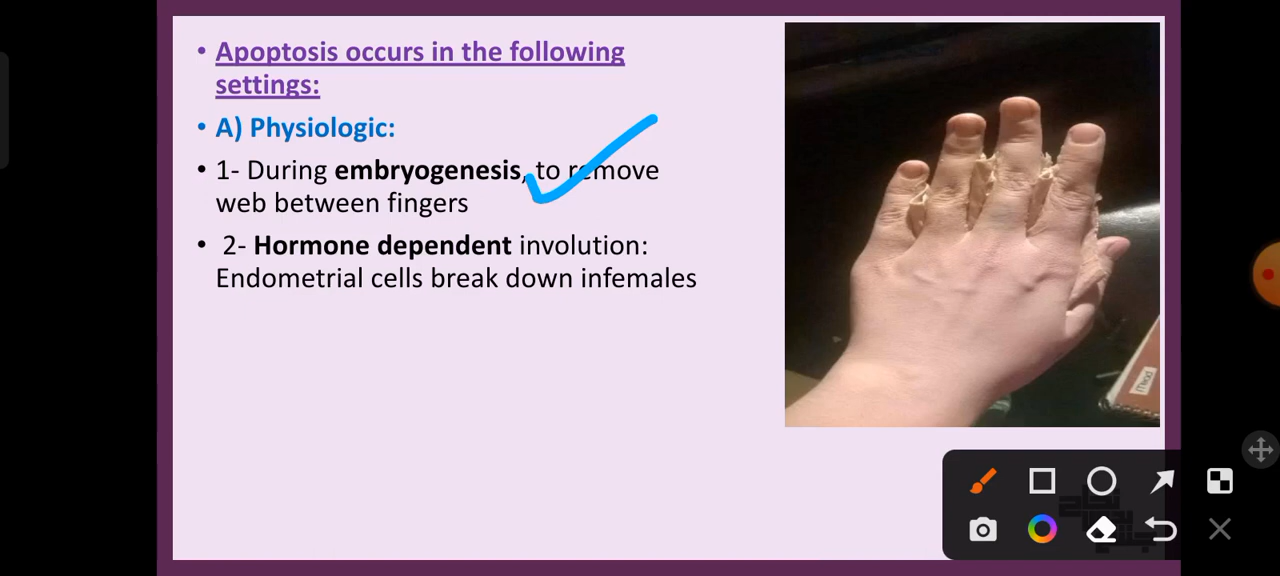 • Apoptosis occurs in the following
settings:
• A) Physiologic:
• 1- During embryogenesis, to remove
web between fingers
• 2- Hormone dependent involution:
Endometrial cells break down infemales
Mead